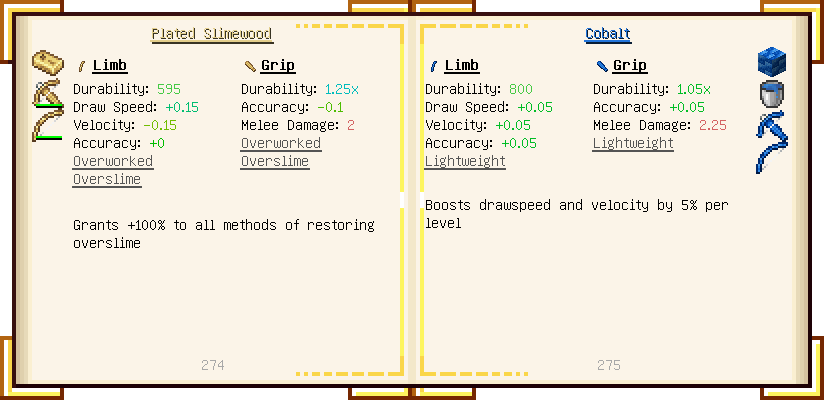 Plated Slimewood
Limb
Durability: 595
Draw Speed: +0.15
Velocity: -0.15
Accuracy: +0
Overworked
Overslime
Grip
Durability: 1.25x
Accuracy: -0.1
Melee Damage: 2
Overworked
Overslime
Grants +100% to all methods of restoring
overslime
274
Cobalt
Limb
Durability: 800
Draw Speed: +0.05
Velocity: +0.05
Accuracy: +0.05
Lightweight
Grip
Durability: 1.05x
Accuracy: +0.05
Melee Damage: 2.25
Lightweight
Boosts drawspeed and velocity by 5% per
level
275